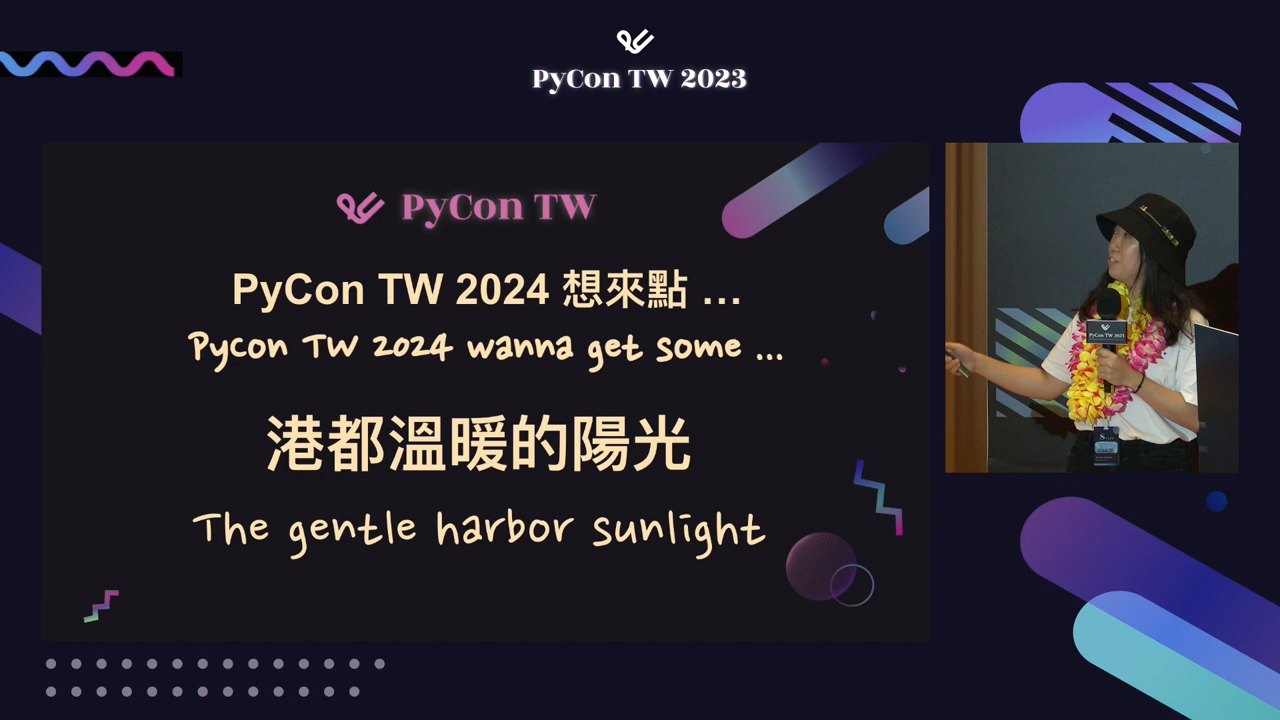 PyCon TW 2023
PyCon TW
PyCon TW 2024 想來點 ...
Pycon TW 2024 wanna get some ...
港都溫暖的陽光
The gentle harbor sunlight